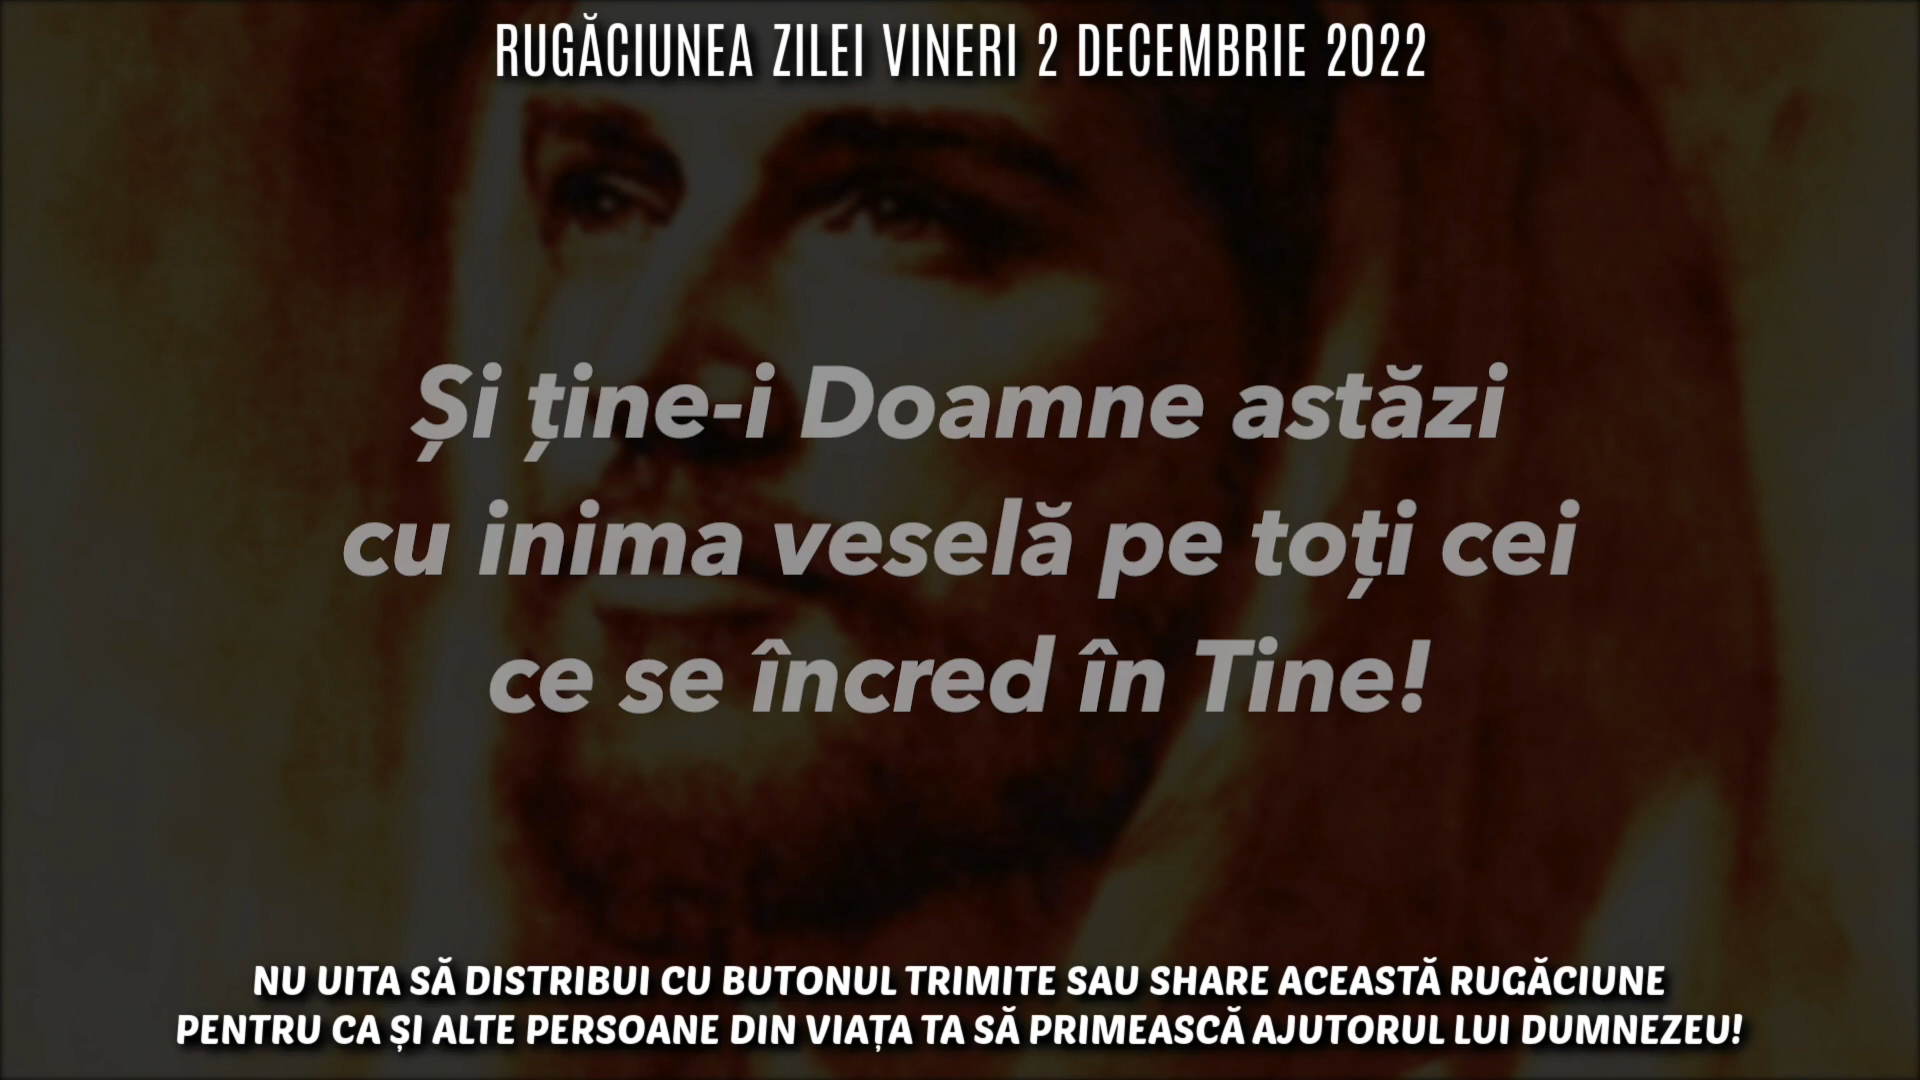 RUGĂCIUNEA ZILEI VINERI 2 DECEMBRIE 2022
Și ține-i Doamne astăzi
cu inima veselă pe toți cei
ce se încred în Tine!
NU UITA SĂ DISTRIBUI CU BUTONUL TRIMITE SAU SHARE ACEASTĂ RUGĂCIUNE
PENTRU CA ȘI ALTE PERSOANE DIN VIAȚA TA SĂ PRIMEASCĂ AJUTORUL LUI DUMNEZEU!